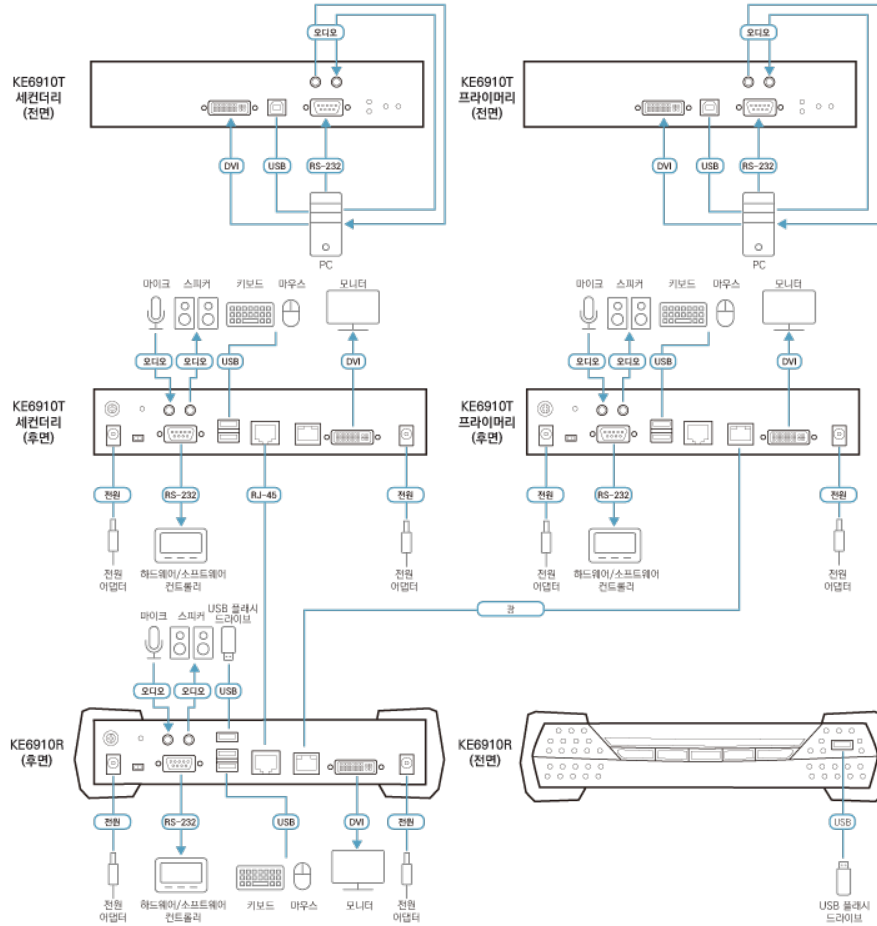 오디오
오디오
KE6910T
세컨더리
(전면)
KE6910T
프라이머리
(전면)
DVI
USB
RS-232
DVI
USB
RS-232
PC
PC
마이크
스피커
키보드
마우스
모니터
마이크
스피커
키보드
마우스
모니터
오디오
오디오
USB
DVI
오디오
오디오
USB
DVI
KE6910T
세컨더리
(후면)
KE6910T
프라이머리
(후면)
전원
RS-232
RJ-45
전원
전원
RS-232
전원
전원
어댑터
하드웨어/소프트웨어
컨트롤러
전원
어댑터
전원
어댑터
하드웨어/소프트웨어
컨트롤러
전원
어댑터
광
마이크
스피커
USB 플래시
드라이브
오디오
오디오
USB
KE6910R
(후면)
KE6910R
(전면)
전원
RS-232
USB
DVI
전원
USB
전원
어댑터
하드웨어/소프트웨어
컨트롤러
키보드
마우스
모니터
전원
어댑터
USB 플래시
드라이브